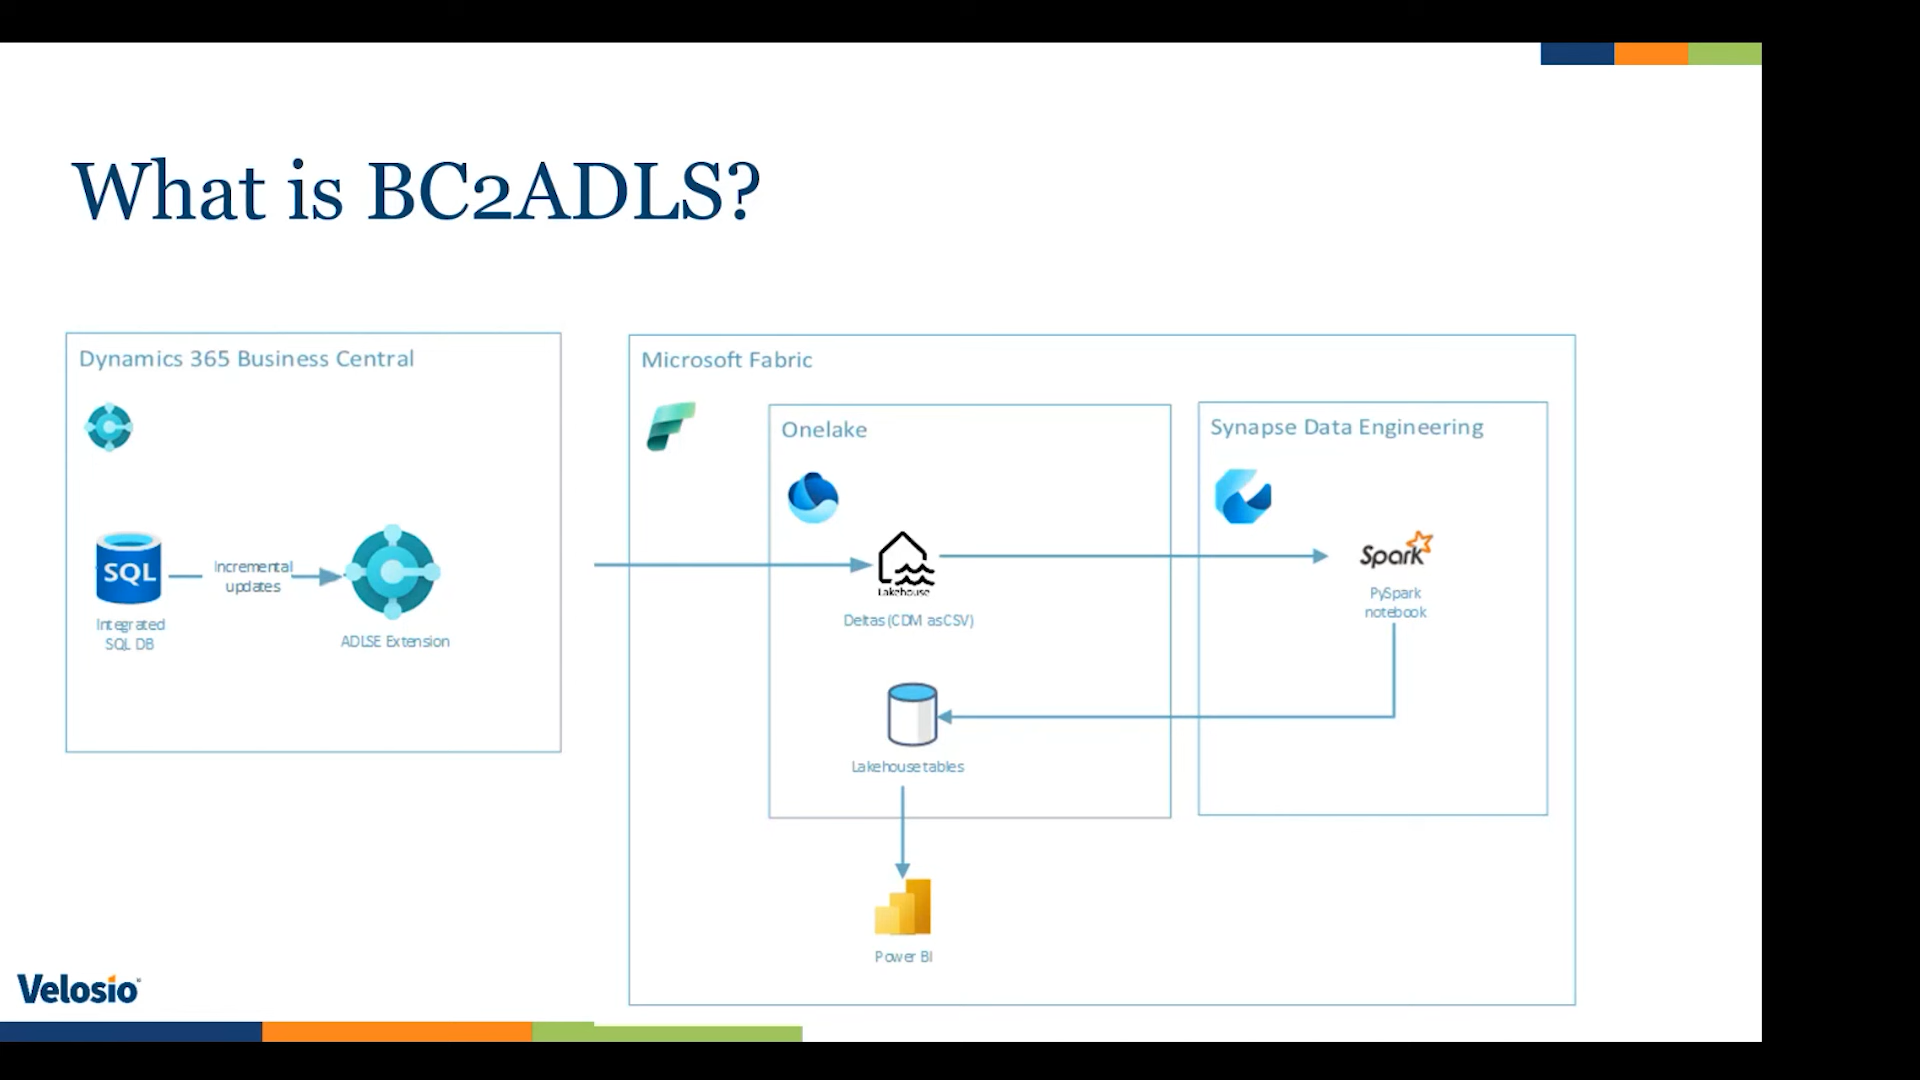 What is BC2ADLS?
Dynamics 365 Business Central
SQL
Integrated
SQL DB
Incremental
updates
ADLSE Extension
Microsoft Fabric
Onelake
Lakehouse
Deltas (CDM as CSV)
Lakehouse tables
Power BI
Synapse Data Engineering
Spark
PySpark
notebook
Velosio